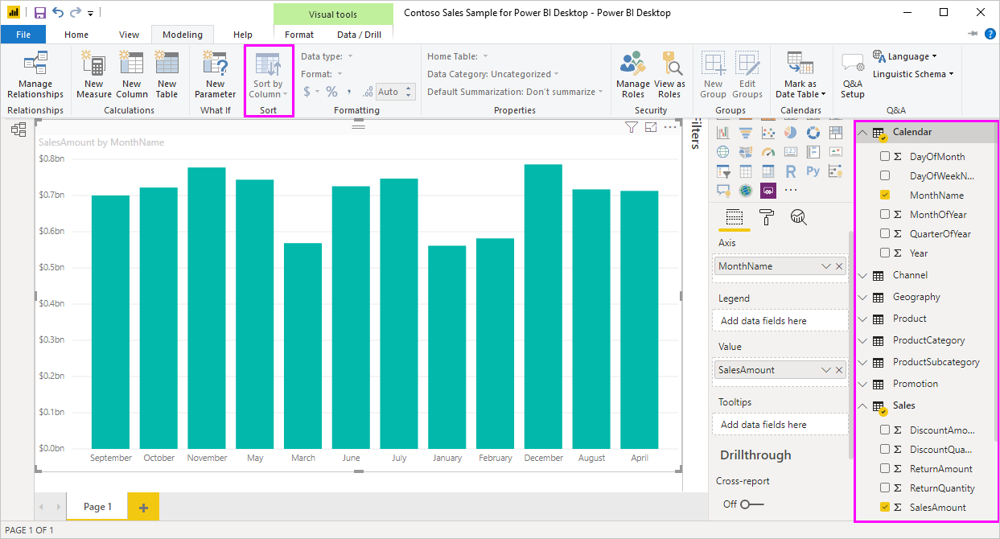 Visual tools
Contoso Sales Sample for Power BI Desktop - Power BI Desktop
File Home View Modeling Help Format Data / Drill
Manage
Relationships
Relationships
New
Measure
New
Column
New
Table
Calculations
New
Parameter
What If
Sort by
Column
Sort
Data type:
Format:
$ % , .00 Auto
Formatting
Home Table:
Data Category: Uncategorized
Default Summarization: Don't summarize
Properties
Manage
Roles
View as
Roles
Security
New
Group
Edit
Groups
Groups
Mark as
Date Table
Calendars
Q&A
Setup
Language
Linguistic Schema
Q&A
SalesAmount by MonthName
$0.8bn
$0.7bn
$0.6bn
$0.5bn
$0.4bn
$0.3bn
$0.2bn
$0.1bn
$0.0bn
September October November May March June July January February December August April
Filters
123
R Py
Axis
MonthName
Legend
Add data fields here
Value
SalesAmount
Tooltips
Add data fields here
Drillthrough
Cross-report
Off
Calendar
Σ DayOfMonth
DayOfWeekN...
MonthName
Σ MonthOfYear
Σ QuarterOfYear
Σ Year
Channel
Geography
Product
ProductCategory
ProductSubcategory
Promotion
Sales
Σ DiscountAmo...
Σ DiscountQua...
Σ ReturnAmount
Σ ReturnQuantity
Σ SalesAmount
Page 1
PAGE 1 OF 1